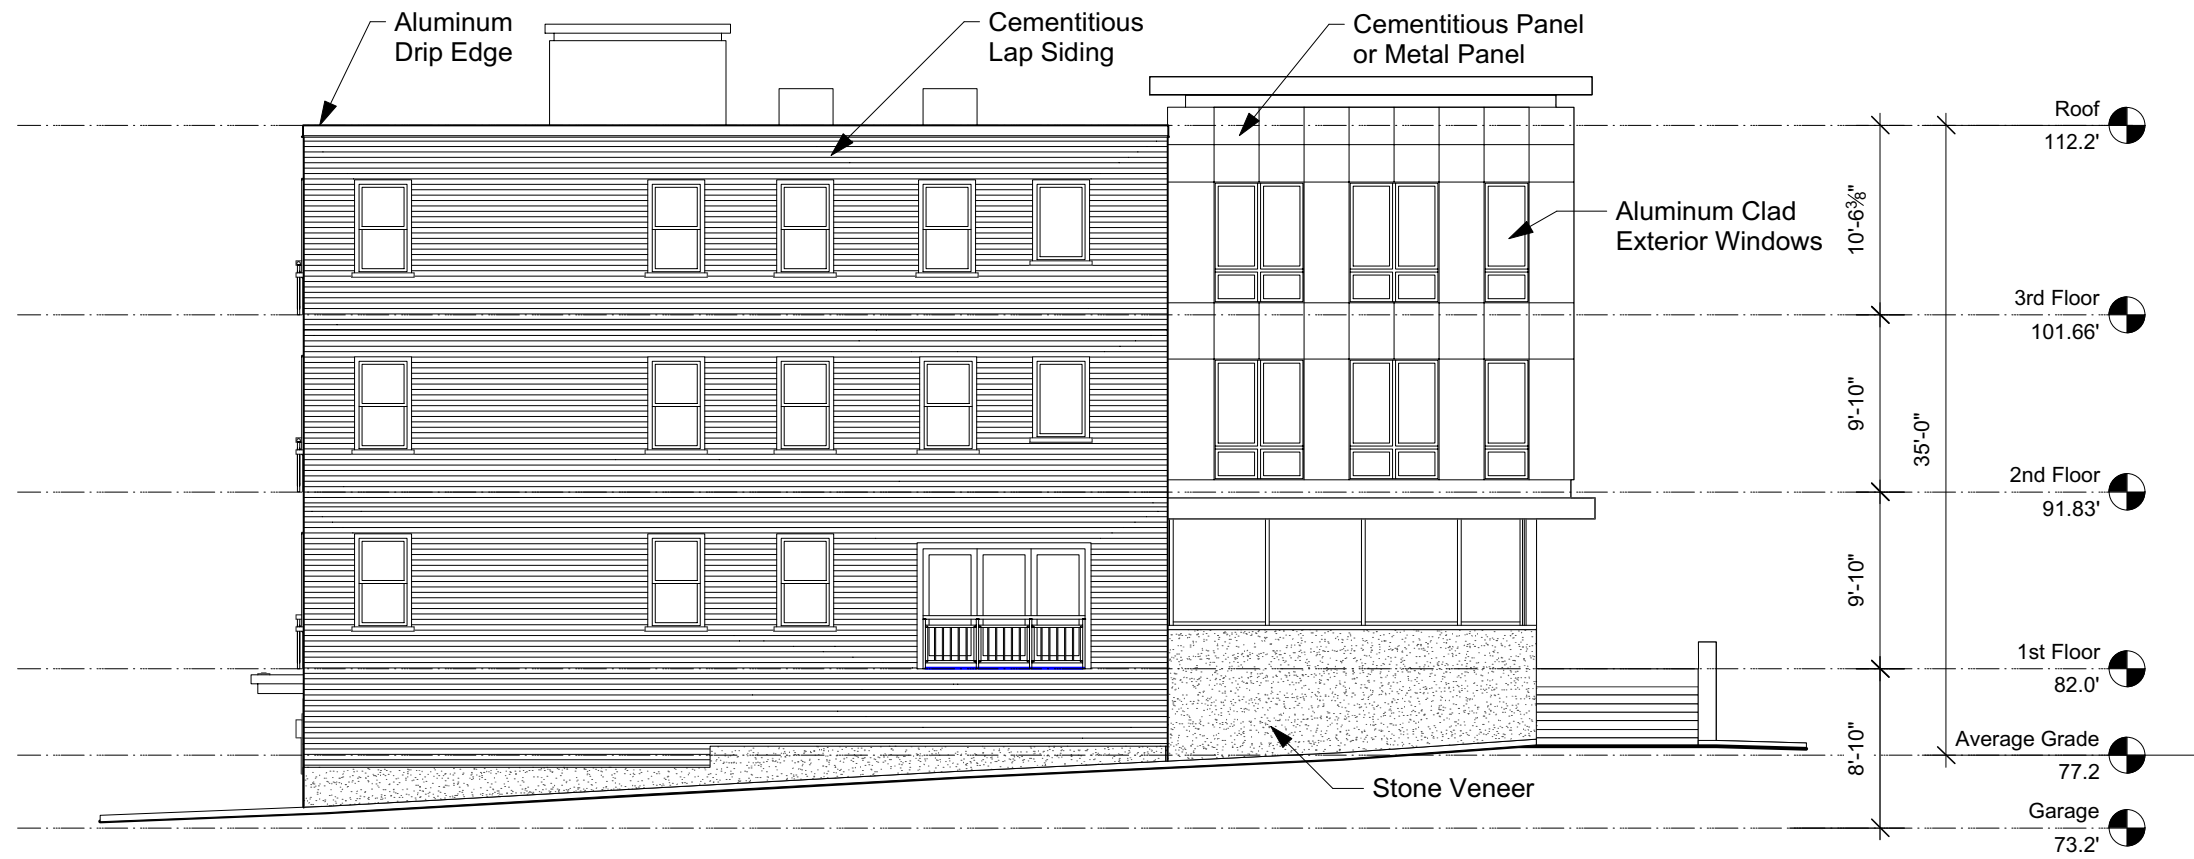 Aluminum
Drip Edge
Cementitious
Lap Siding
Cementitious Panel
or Metal Panel
Roof
112.2'
10'-6⅜"
Aluminum Clad
Exterior Windows
3rd Floor
101.66'
9'-10"
35'-0"
2nd Floor
91.83'
9'-10"
1st Floor
82.0'
8'-10"
Average Grade
77.2
Stone Veneer
Garage
73.2'